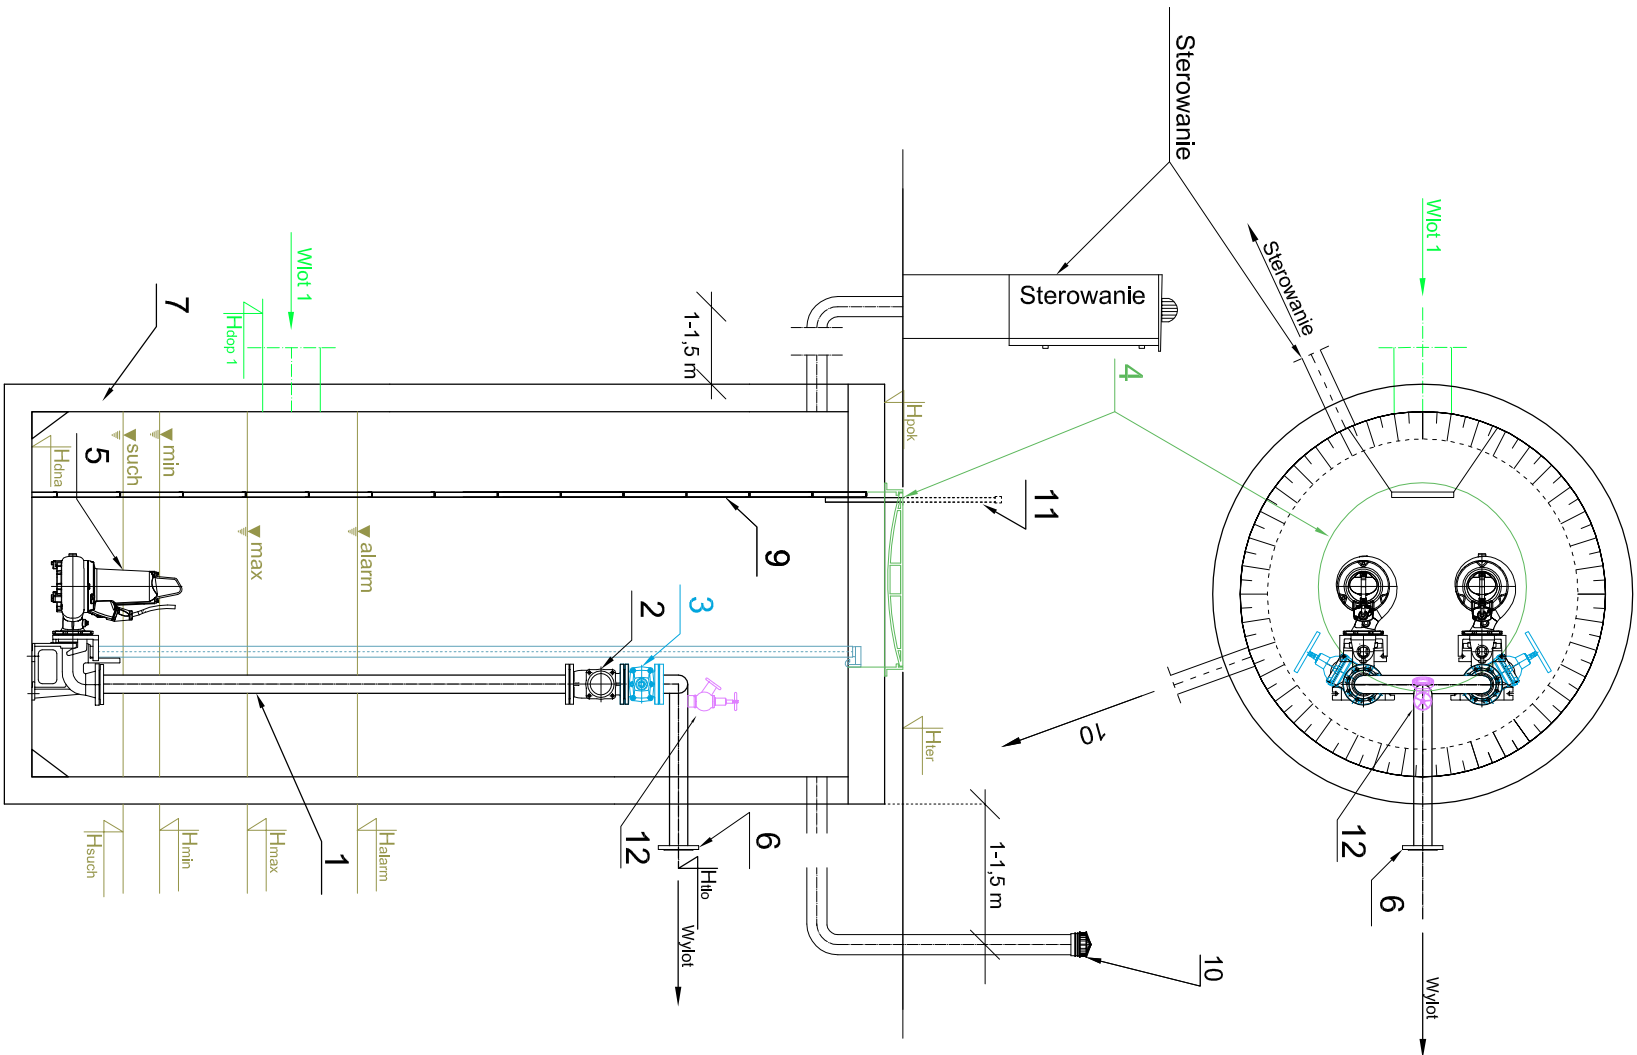 Sterowanie
Wlot 1
Sterowanie
Sterowanie
4
10
12
6
Wylot
7
Wlot 1
Hdop 1
1-1,5 m
Hpok
Hdna
5
such
min
max
alarm
9
11
2
3
12
6
Hter
1
Hsuch
Hmin
Hmax
Halarm
Htlo
Wylot
1-1,5 m
10